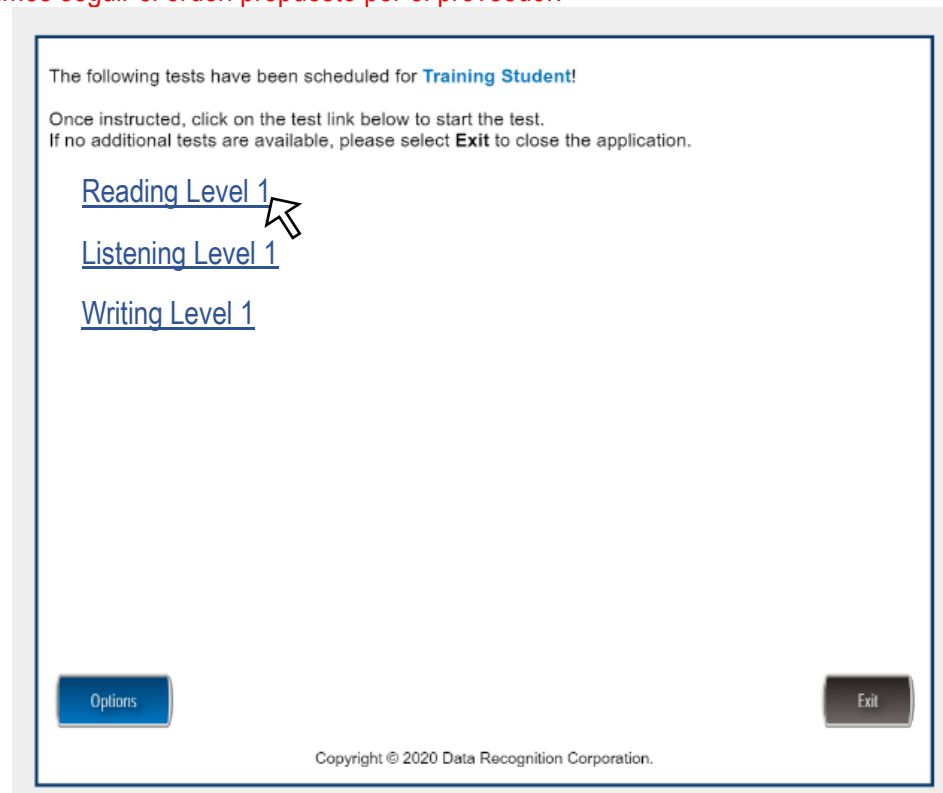 seguir el orden propuesto por el proveedor.
The following tests have been scheduled for Training Student!
Once instructed, click on the test link below to start the test.
If no additional tests are available, please select Exit to close the application.
Reading Level 1
Listening Level 1
Writing Level 1
Options
Exit
Copyright © 2020 Data Recognition Corporation.